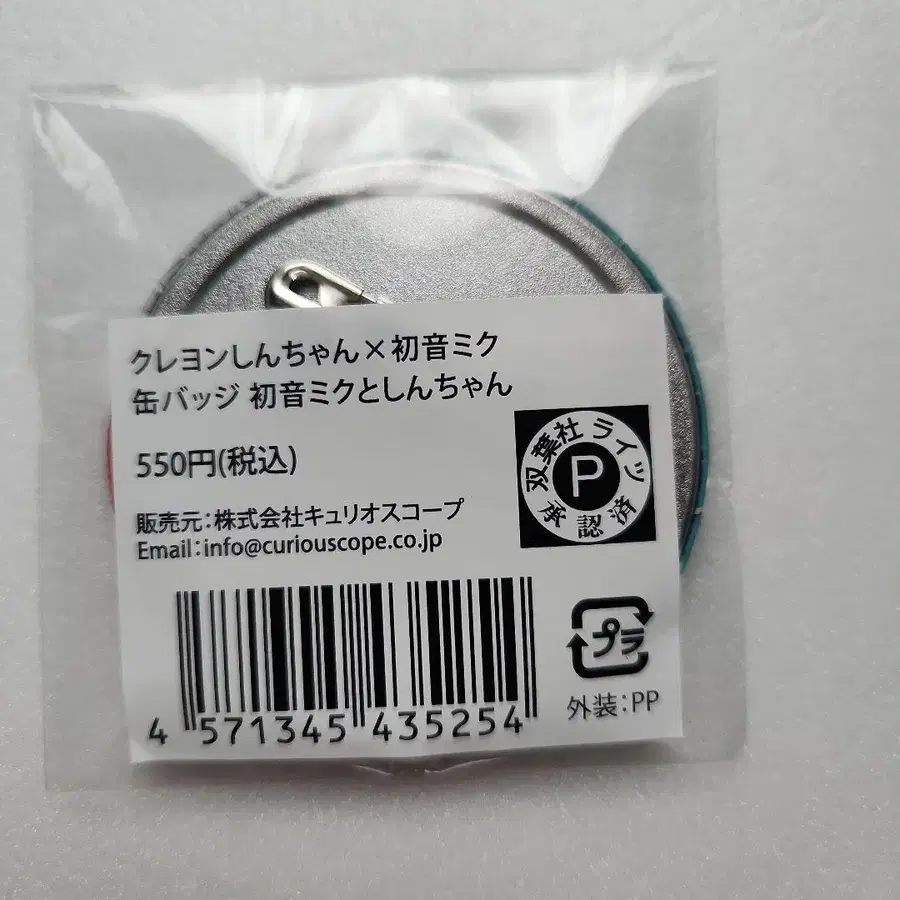 クレヨンしんちゃん×初音ミク
缶バッジ 初音ミクとしんちゃん
550円(税込)
双葉社 ライツ
P
承認済
販売元:株式会社キュリオスコープ
Email:info@curiouscope.co.jp
プラ
外装:PP
4 571345 435254